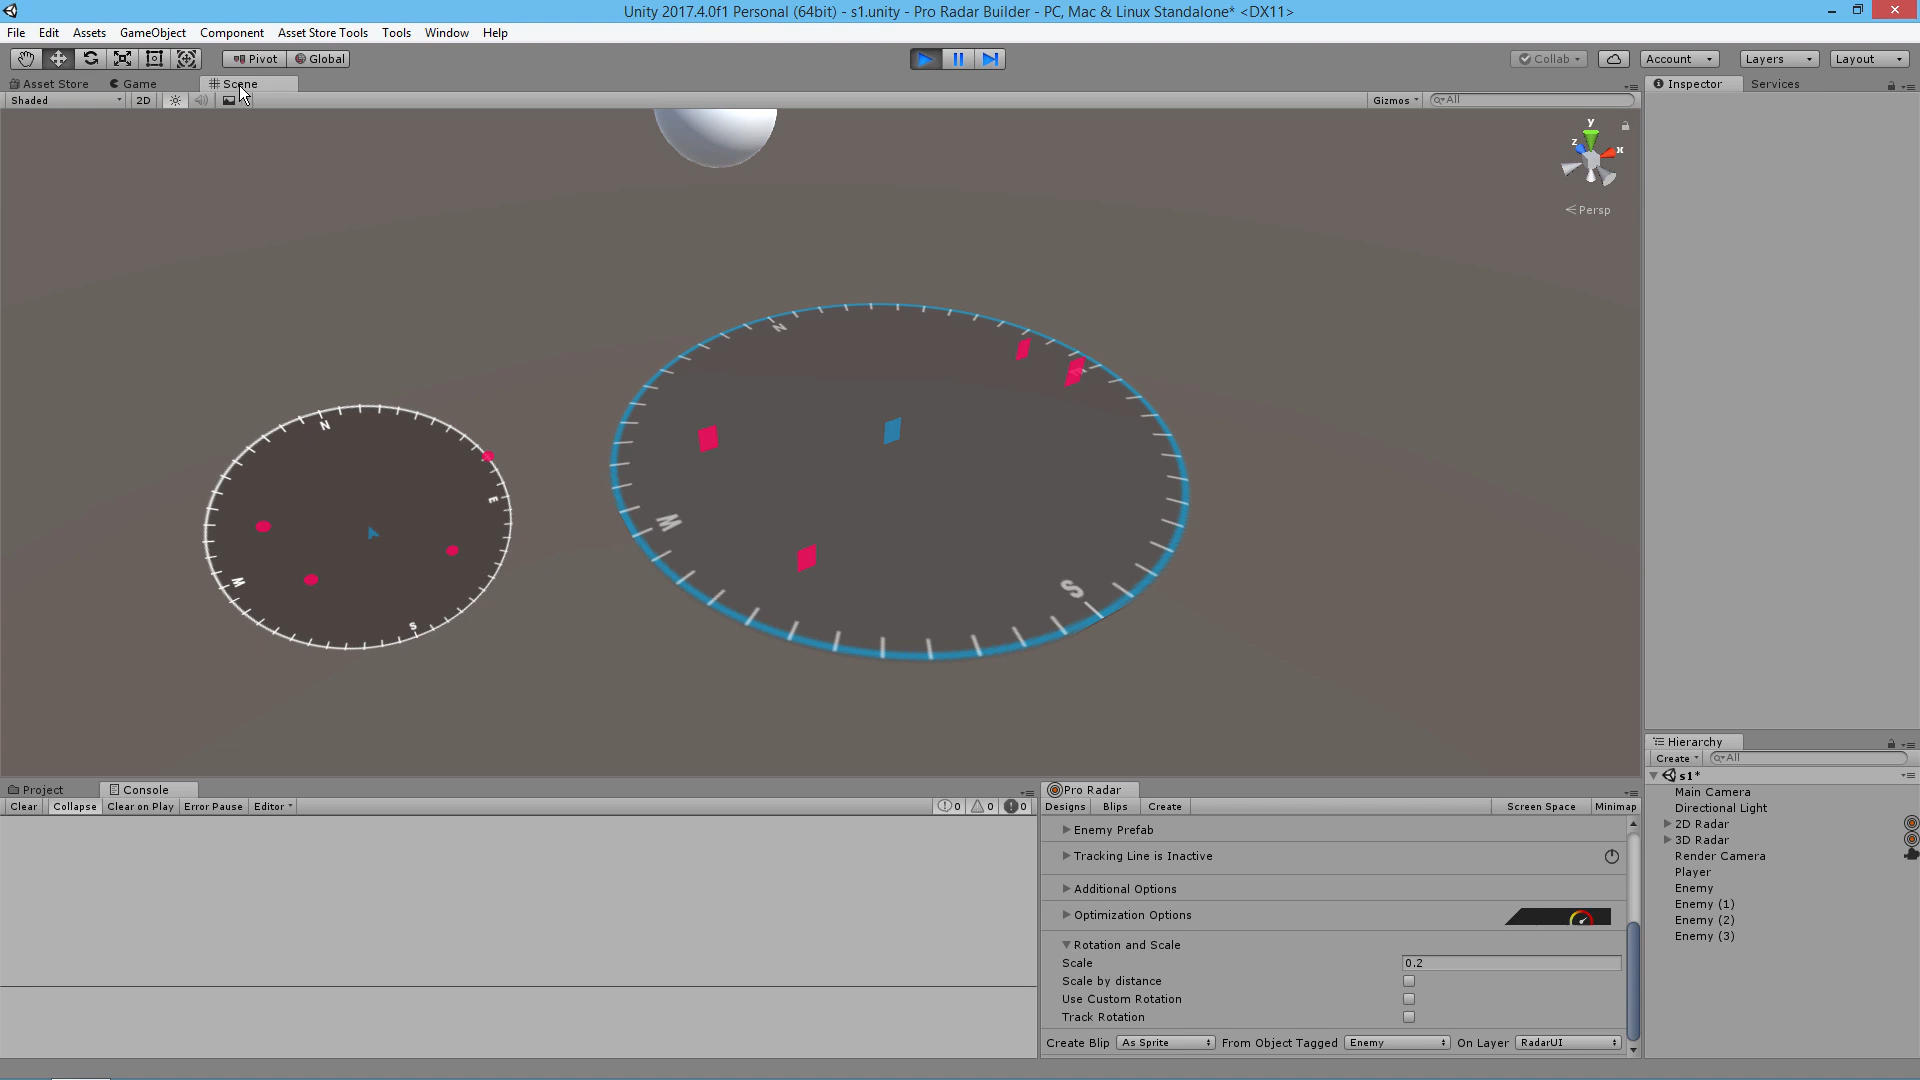 Unity 2017.4.0f1 Personal (64bit) - s1.unity - Pro Radar Builder - PC, Mac & Linux Standalone* <DX11>
File Edit Assets GameObject Component Asset Store Tools Tools Window Help
Pivot Global Collab Account Layers Layout
Asset Store Game Scene Inspector Services
Shaded 2D Gizmos All
y
z x
Persp
N
N
E
W
W
S
S
Hierarchy
Create All
s1*
Main Camera
Directional Light
2D Radar
3D Radar
Render Camera
Player
Enemy
Enemy (1)
Enemy (2)
Enemy (3)
Project Console
Clear Collapse Clear on Play Error Pause Editor 0 0 0
Pro Radar
Designs Blips Create Screen Space Minimap
Enemy Prefab
Tracking Line is Inactive
Additional Options
Optimization Options
Rotation and Scale
Scale 0.2
Scale by distance
Use Custom Rotation
Track Rotation
Create Blip As Sprite From Object Tagged Enemy On Layer RadarUI